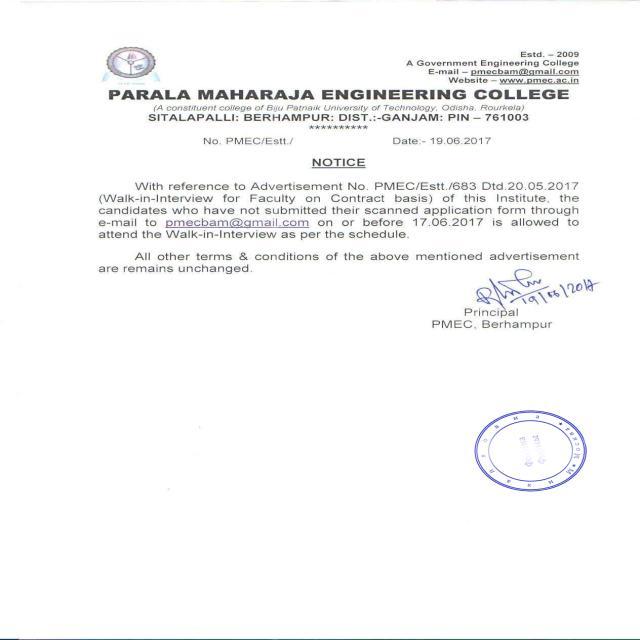 Estd. – 2009
A Government Engineering College
E-mail – pmecbam@gmail.com
Website – www.pmec.ac.in
PARALA MAHARAJA ENGINEERING COLLEGE
(A constituent college of Biju Patnaik University of Technology, Odisha, Rourkela)
SITALAPALLI: BERHAMPUR: DIST.:-GANJAM: PIN – 761003
**********
No. PMEC/Estt./ Date:- 19.06.2017
NOTICE
With reference to Advertisement No. PMEC/Estt./683 Dtd.20.05.2017
(Walk-in-Interview for Faculty on Contract basis) of this Institute, the
candidates who have not submitted their scanned application form through
e-mail to pmecbam@gmail.com on or before 17.06.2017 is allowed to
attend the Walk-in-Interview as per the schedule.
All other terms & conditions of the above mentioned advertisement
are remains unchanged.
19/06/2017
Principal
PMEC, Berhampur